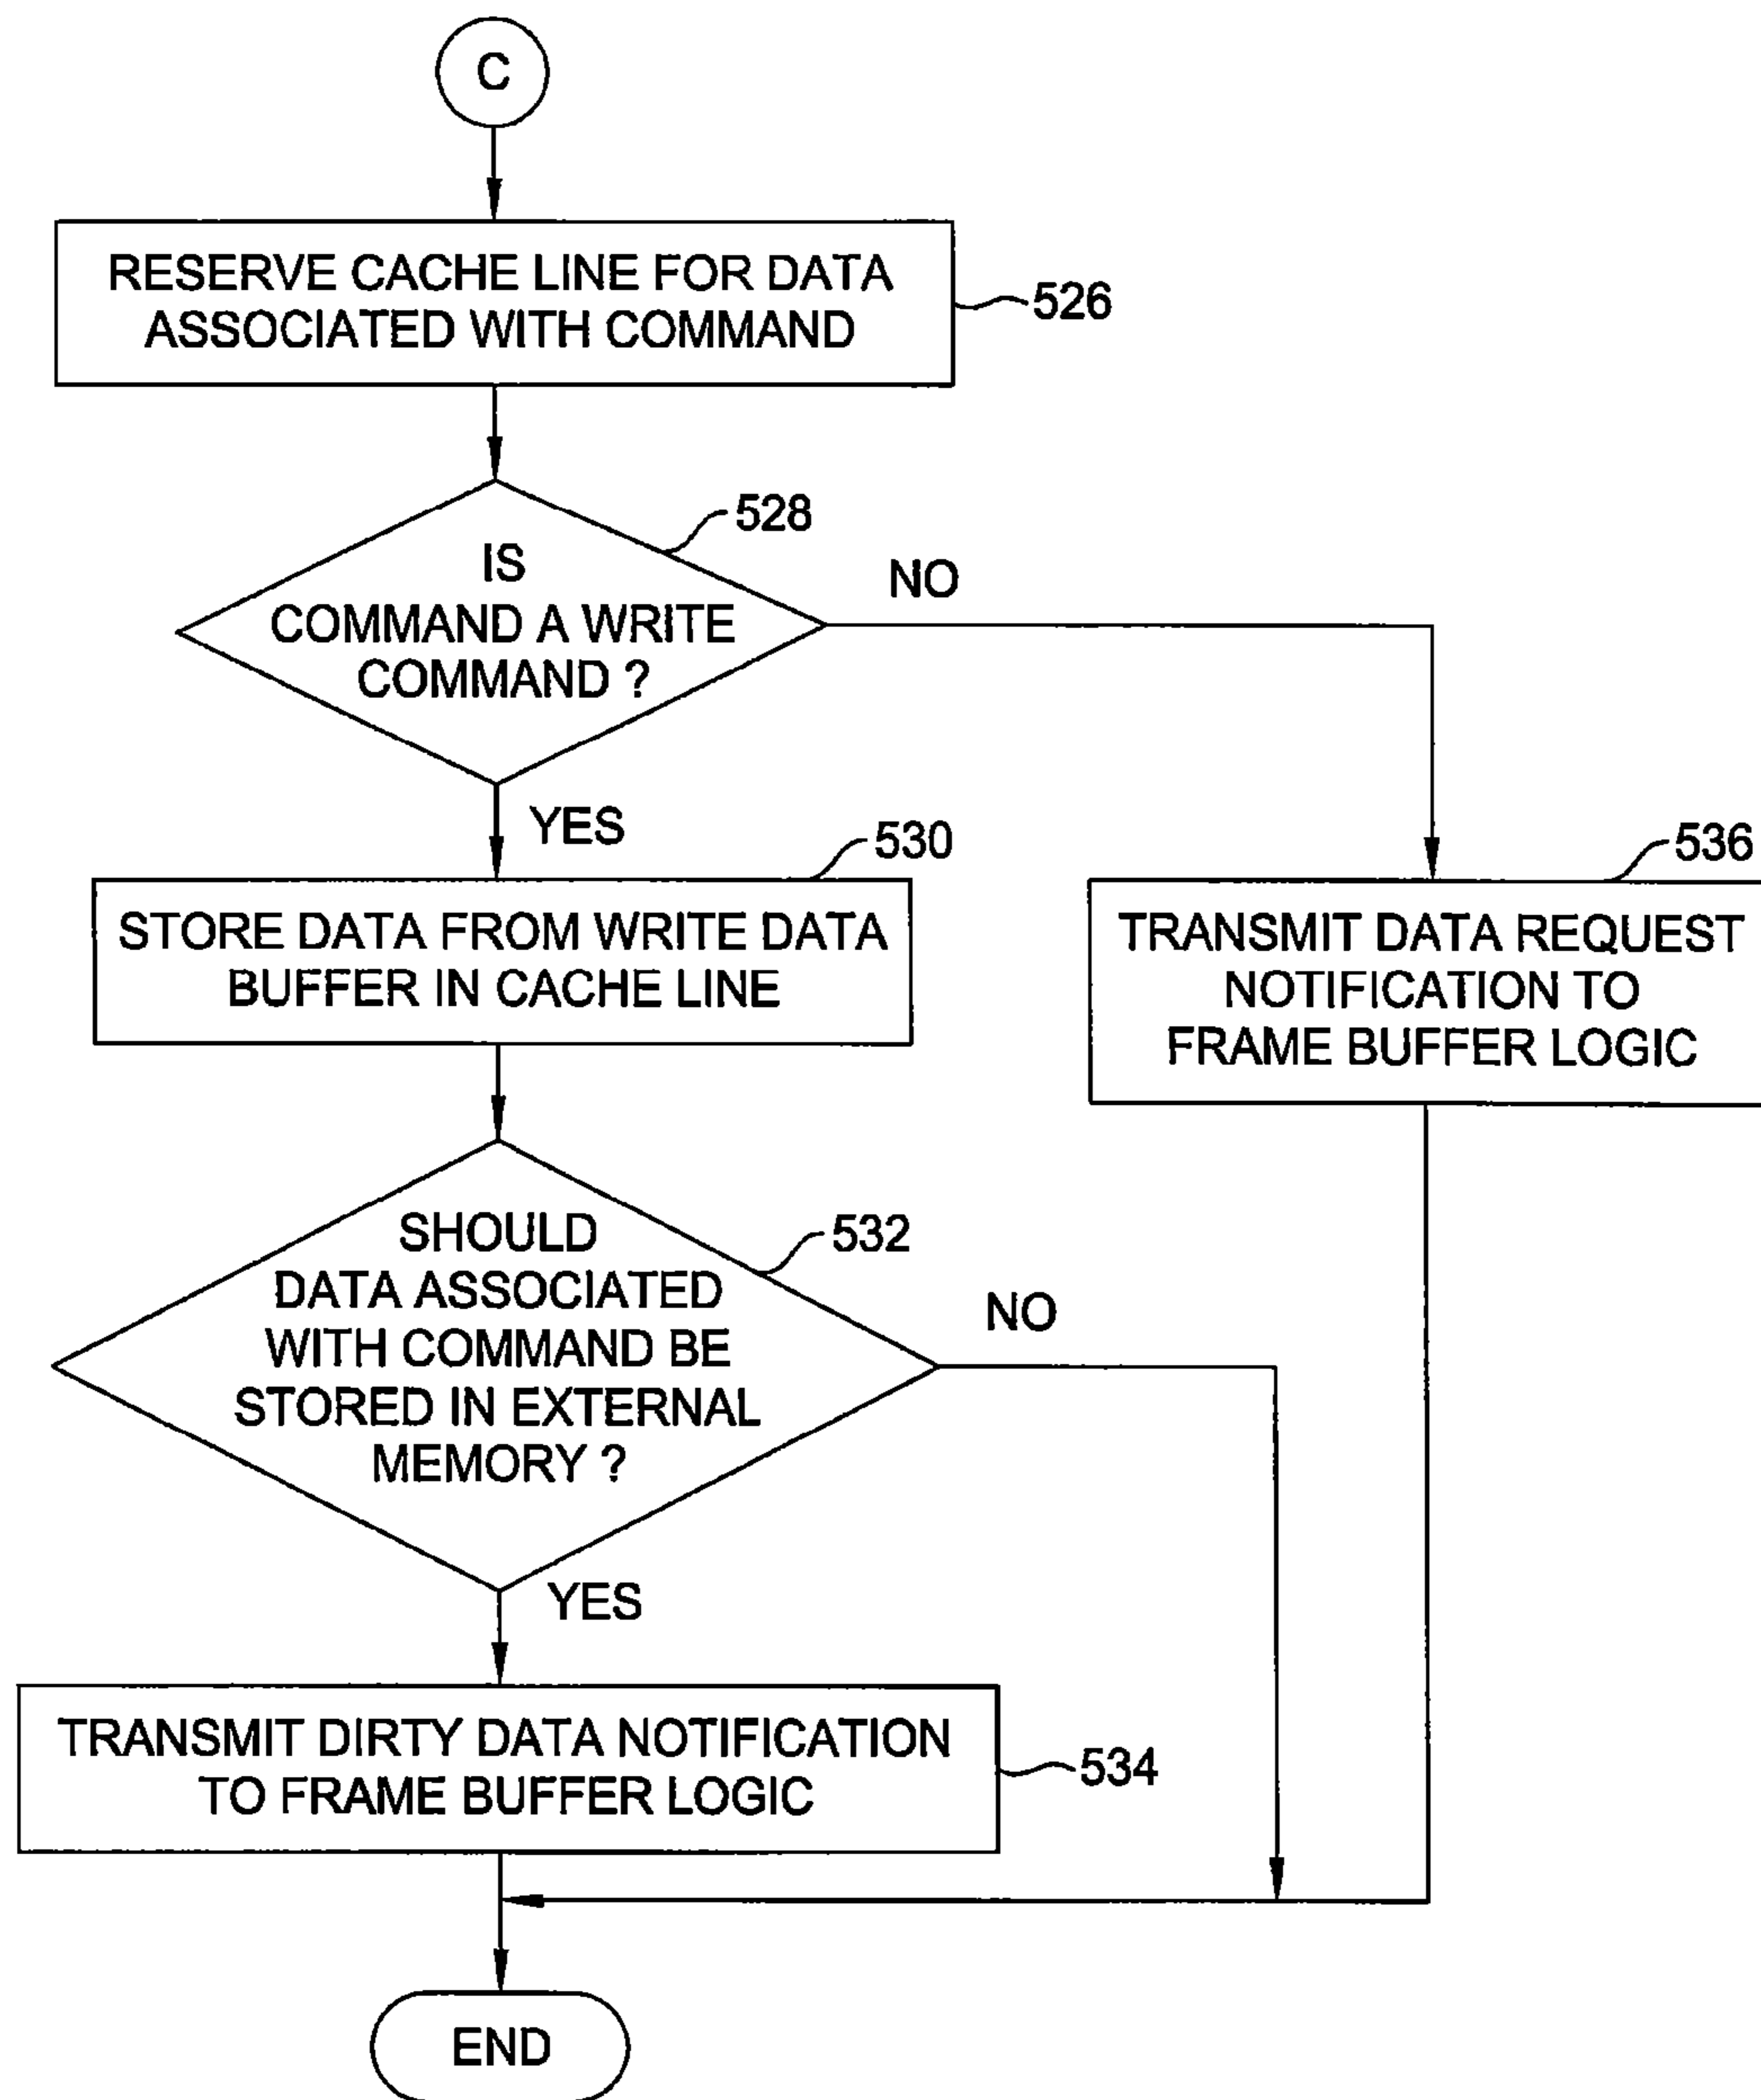 C
RESERVE CACHE LINE FOR DATA
ASSOCIATED WITH COMMAND
526
528
IS
COMMAND A WRITE
COMMAND ?
NO
YES
530
STORE DATA FROM WRITE DATA
BUFFER IN CACHE LINE
536
TRANSMIT DATA REQUEST
NOTIFICATION TO
FRAME BUFFER LOGIC
SHOULD
DATA ASSOCIATED
WITH COMMAND BE
STORED IN EXTERNAL
MEMORY ?
532
NO
YES
TRANSMIT DIRTY DATA NOTIFICATION
TO FRAME BUFFER LOGIC
534
END